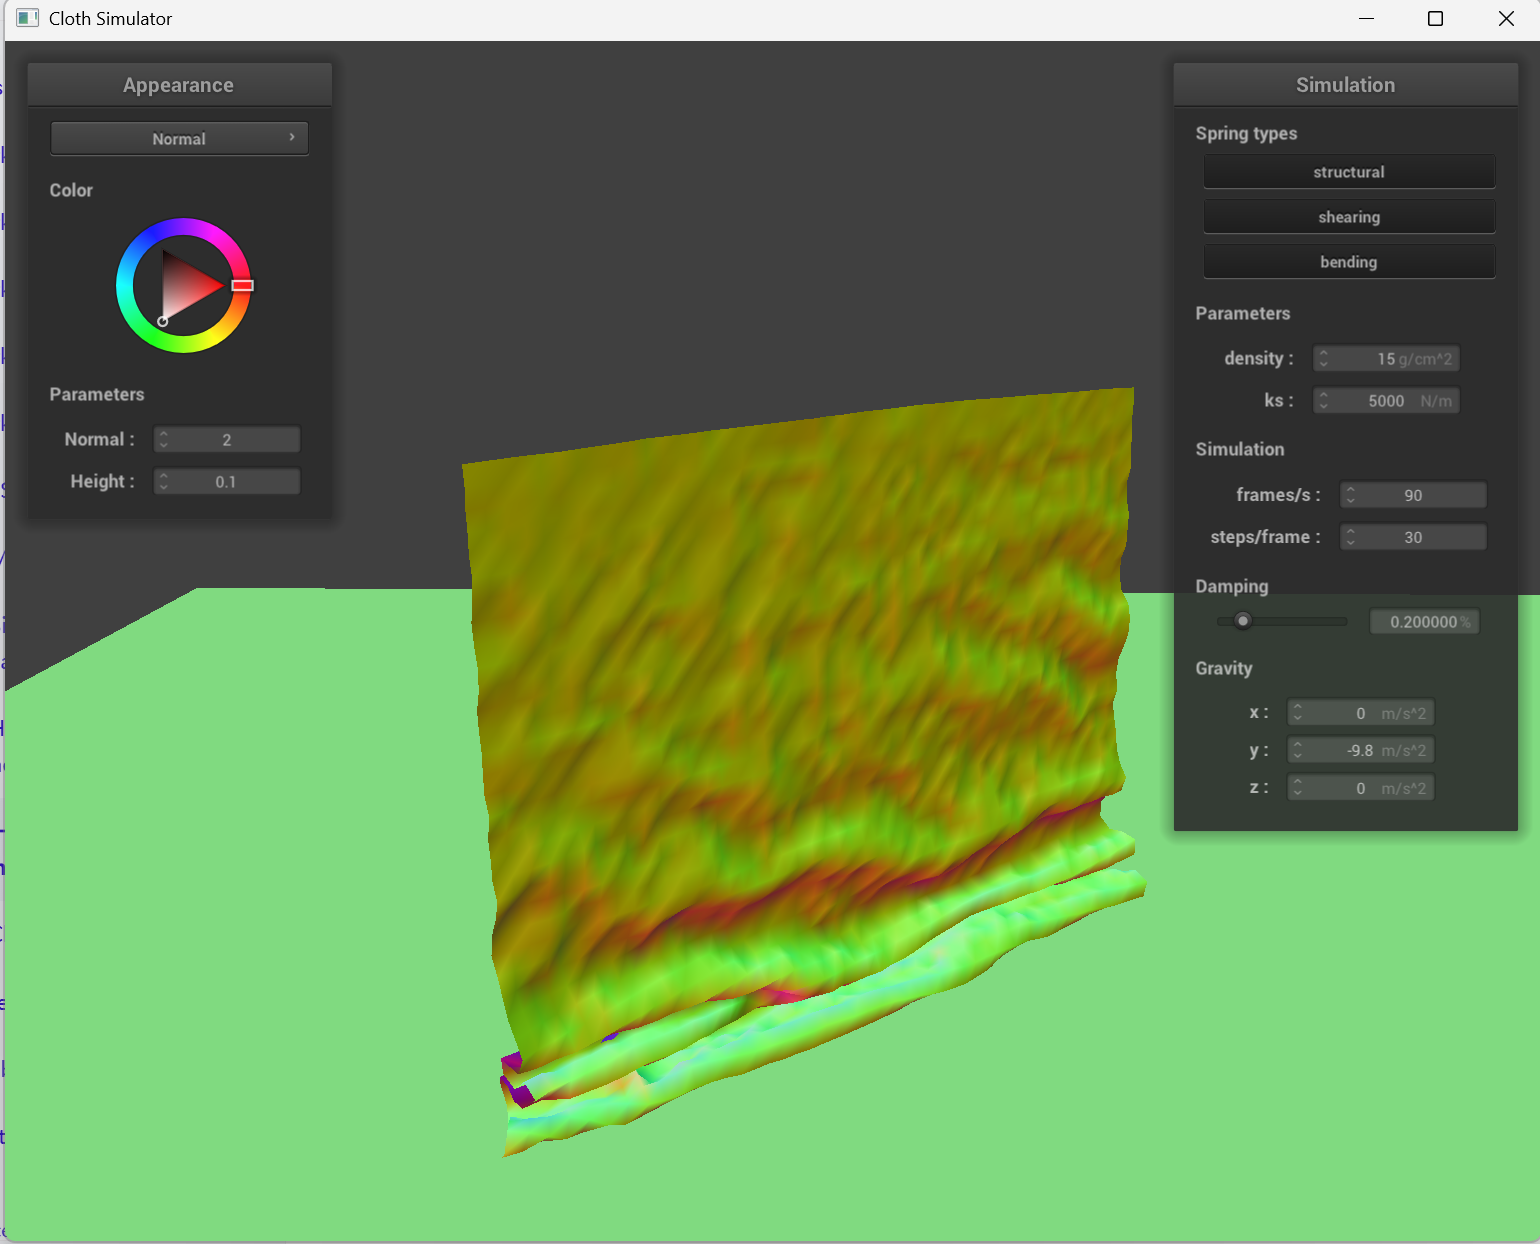 Cloth Simulator
Appearance
Normal
Color
Parameters
Normal : 2
Height : 0.1
Simulation
Spring types
structural
shearing
bending
Parameters
density : 15 g/cm^2
ks : 5000 N/m
Simulation
frames/s : 90
steps/frame : 30
Damping
0.200000 %
Gravity
x : 0 m/s^2
y : -9.8 m/s^2
z : 0 m/s^2